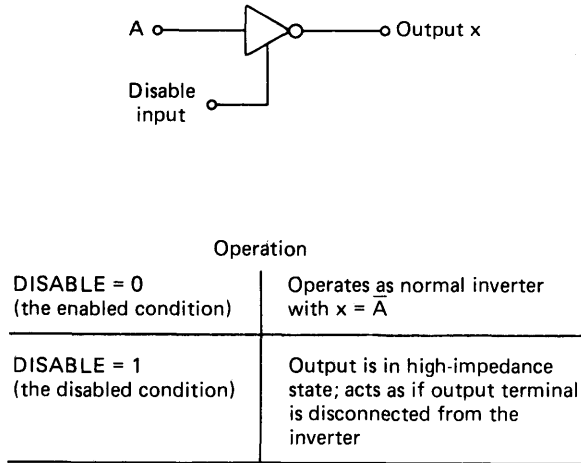 A
Output x
Disable
input
Operation
DISABLE = 0
(the enabled condition)
Operates as normal inverter
with x = A̅
DISABLE = 1
(the disabled condition)
Output is in high-impedance
state; acts as if output terminal
is disconnected from the
inverter